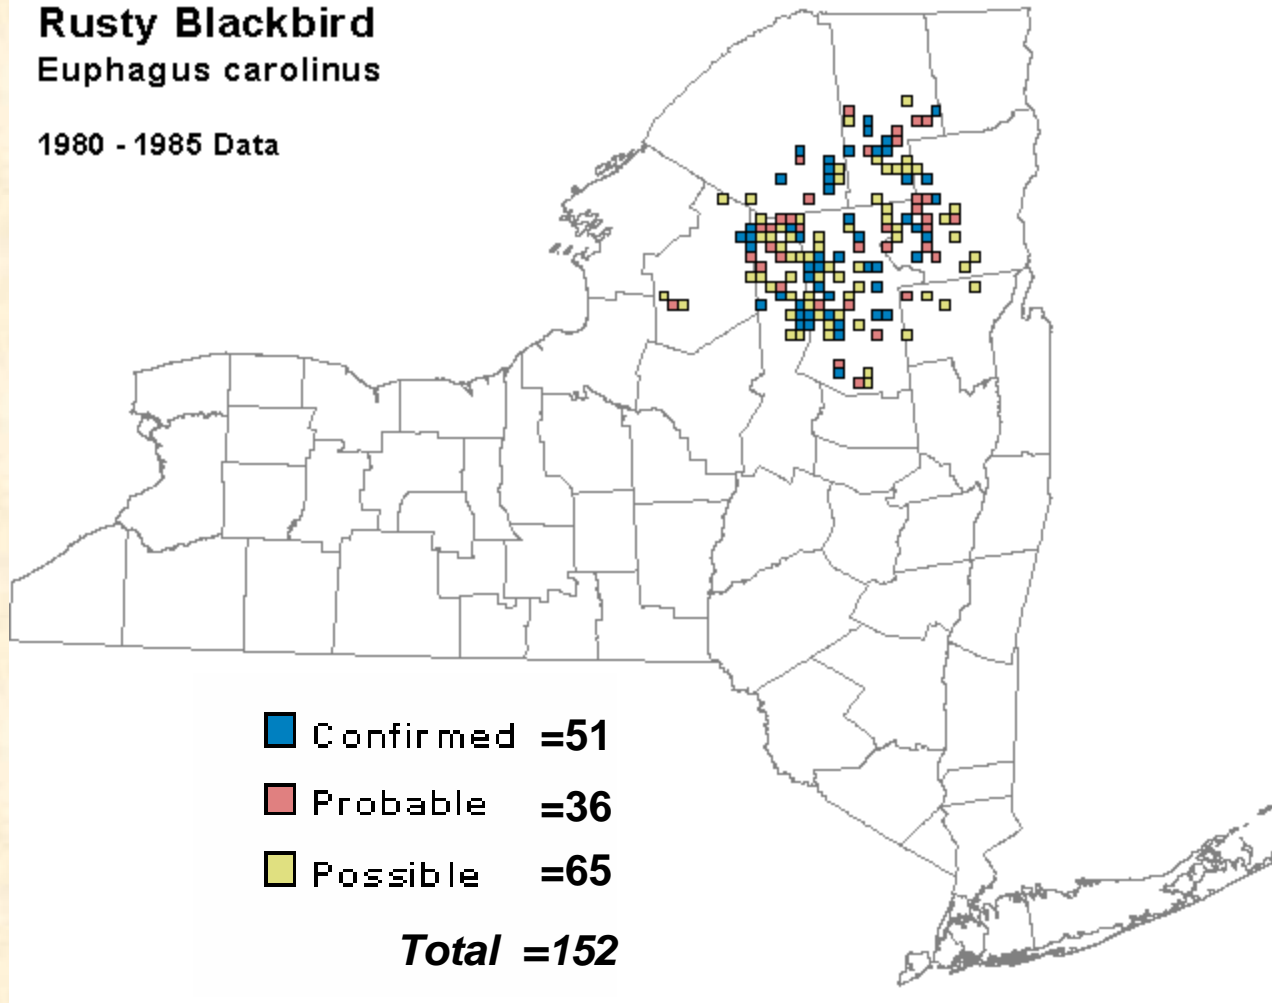 Rusty Blackbird
Euphagus carolinus
1980 - 1985 Data
Confirmed =51
Probable =36
Possible =65
Total =152